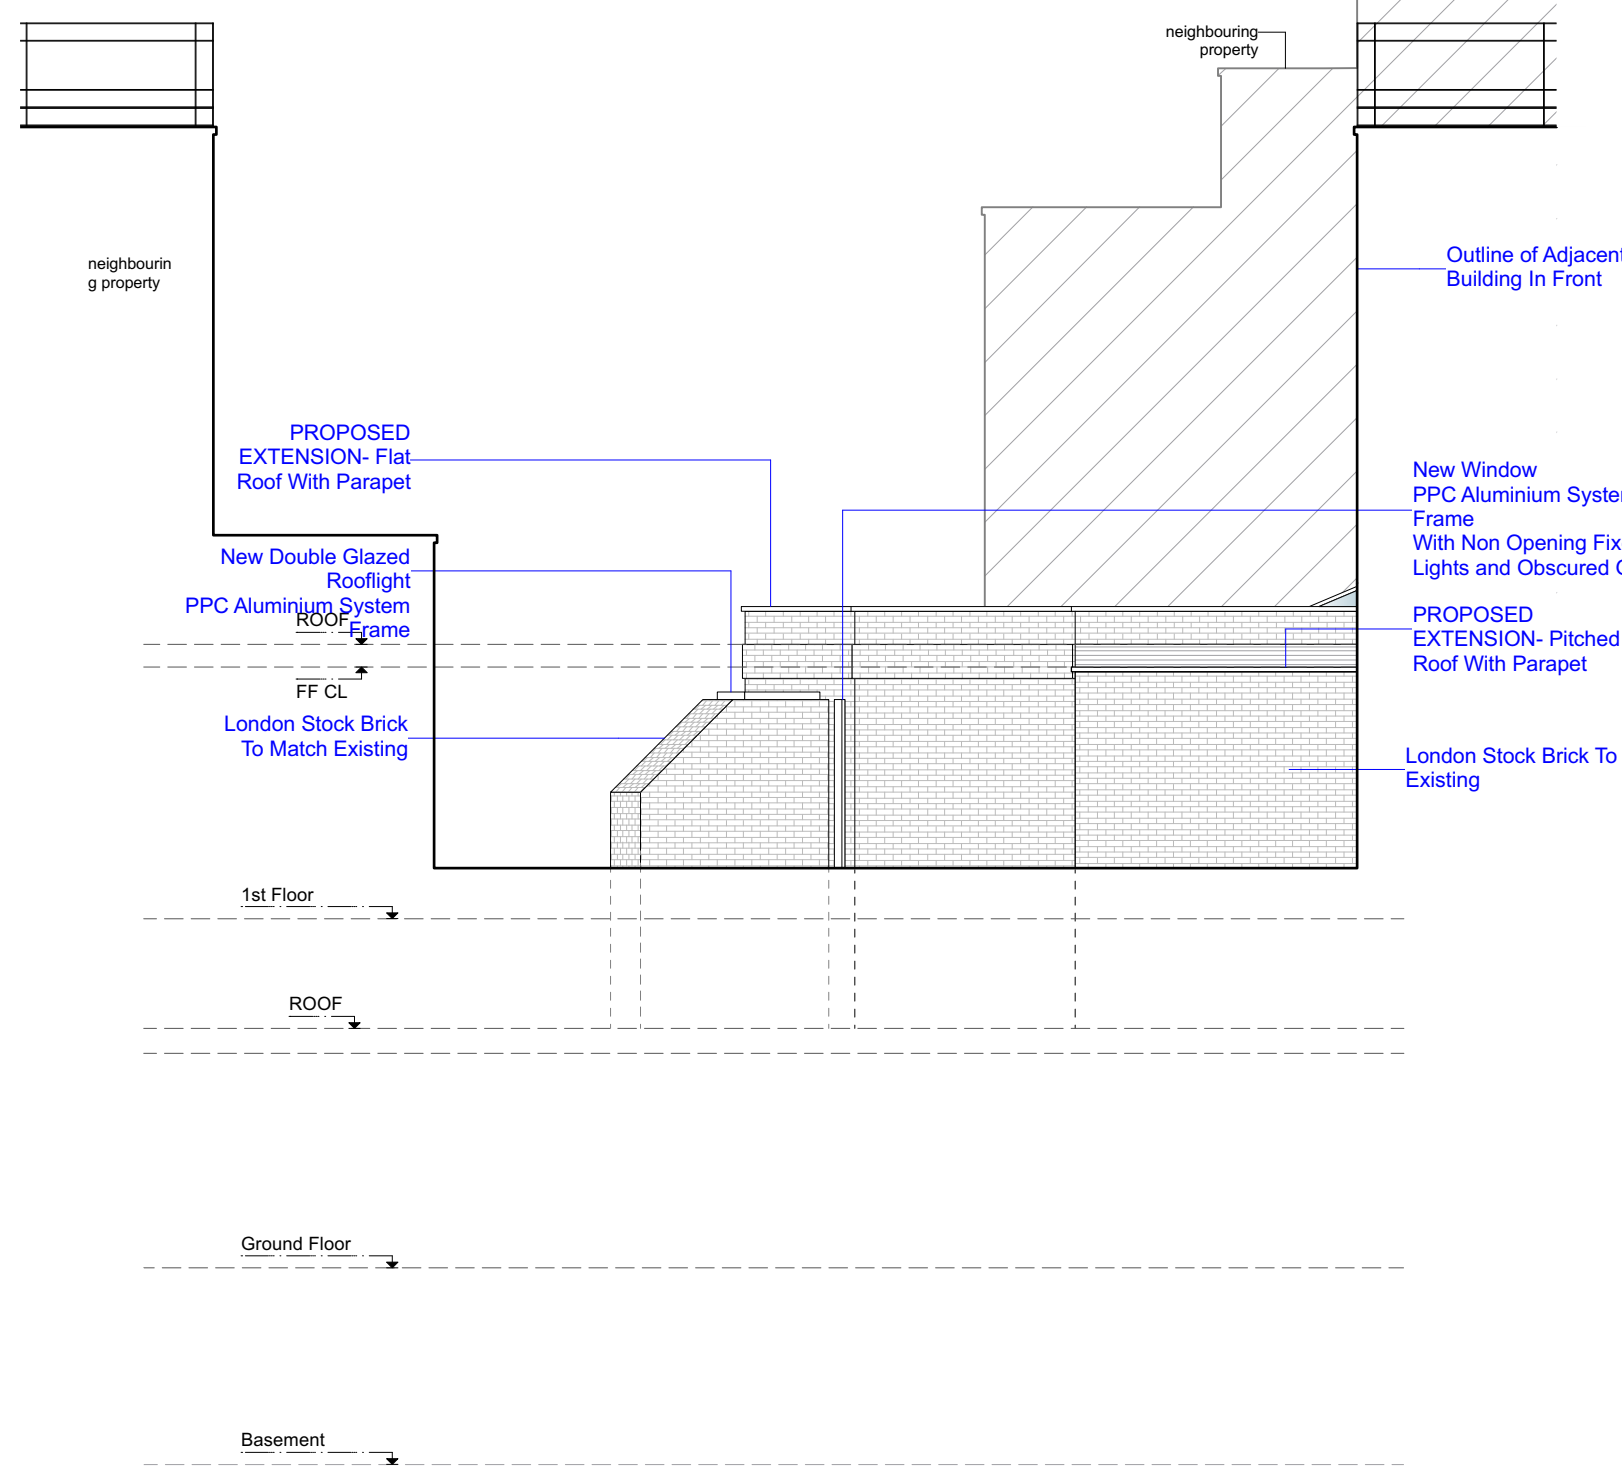 neighbouring
property
neighbourin
g property
Outline of Adjacent
Building In Front
PROPOSED
EXTENSION- Flat
Roof With Parapet
New Window
PPC Aluminium
Frame
With Non Opening
Lights and Obscured
New Double Glazed
Rooflight
PPC Aluminium System
Frame
ROOF
FF CL
PROPOSED
EXTENSION- Pitched
Roof With Parapet
London Stock Brick
To Match Existing
London Stock Brick To
Existing
1st Floor
ROOF
Ground Floor
Basement